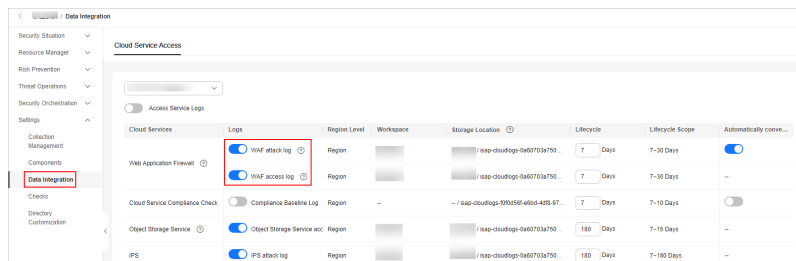 / Data Integration
Security Situation
Resource Manager
Risk Prevention
Threat Operations
Security Orchestration
Settings
Collection
Management
Components
Data Integration
Checks
Directory
Customization
Cloud Service Access
Access Service Logs
Cloud Services Logs Region Level Workspace Storage Location Lifecycle Lifecycle Scope Automatically conve...
Web Application Firewall
WAF attack log Region / isap-cloudlogs-0a60703a750... 7 Days 7~30 Days
WAF access log Region / isap-cloudlogs-0a60703a750... 7 Days 7~30 Days --
Cloud Service Compliance Check Compliance Baseline Log Region -- -- / isap-cloudlogs-f0f0d56f-e6bd-4df8-97... 7 Days 7~10 Days
Object Storage Service Object Storage Service acc Region / isap-cloudlogs-0a60703a750... 180 Days 7~15 Days --
IPS IPS attack log Region / isap-cloudlogs-0a60703a750... 180 Days 7~180 Days --